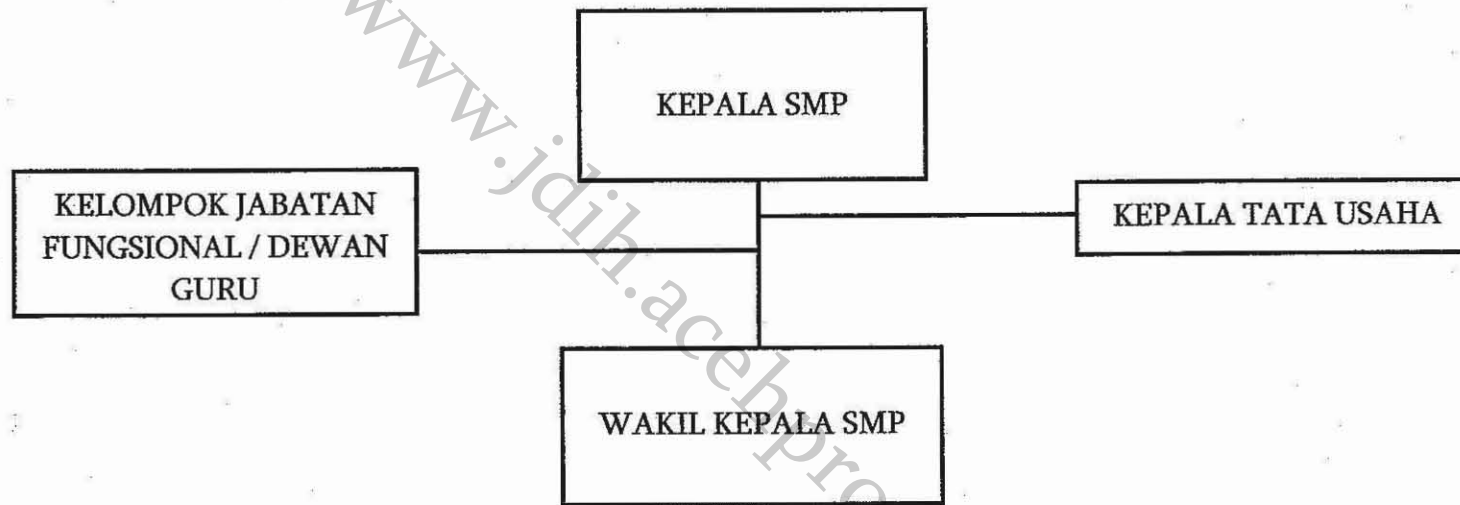 KEPALA SMP
KELOMPOK JABATAN
FUNGSIONAL / DEWAN
GURU
KEPALA TATA USAHA
WAKIL KEPALA SMP
www.jdih.acehpro